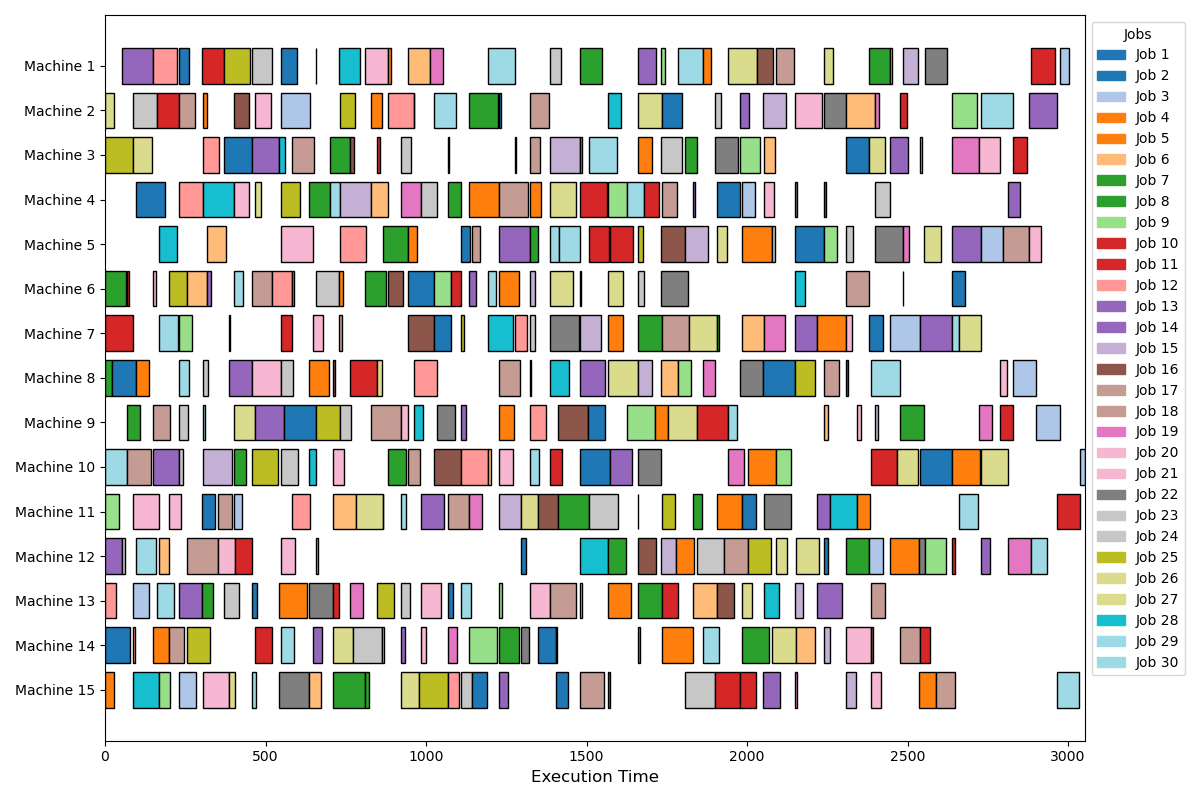 Machine 1
Machine 2
Machine 3
Machine 4
Machine 5
Machine 6
Machine 7
Machine 8
Machine 9
Machine 10
Machine 11
Machine 12
Machine 13
Machine 14
Machine 15
0 500 1000 1500 2000 2500 3000
Execution Time
Jobs
Job 1
Job 2
Job 3
Job 4
Job 5
Job 6
Job 7
Job 8
Job 9
Job 10
Job 11
Job 12
Job 13
Job 14
Job 15
Job 16
Job 17
Job 18
Job 19
Job 20
Job 21
Job 22
Job 23
Job 24
Job 25
Job 26
Job 27
Job 28
Job 29
Job 30